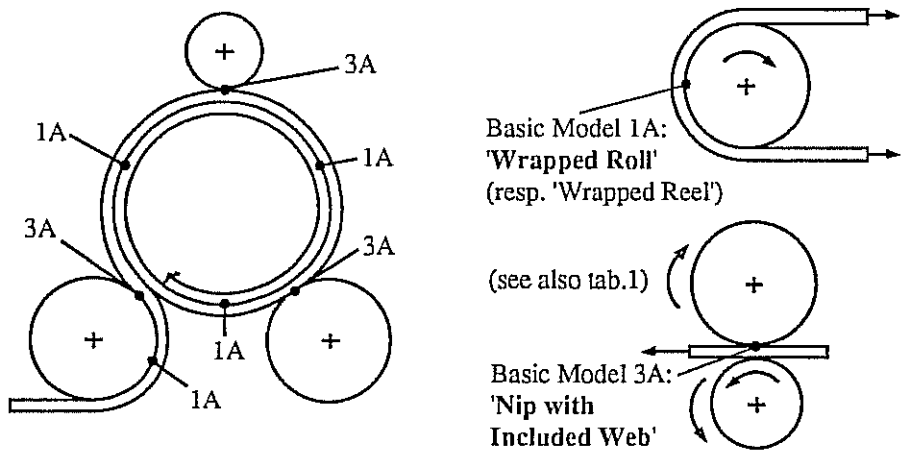 3A
1A
1A
3A
3A
1A
1A
Basic Model 1A:
'Wrapped Roll'
(resp. 'Wrapped Reel')
(see also tab.1)
Basic Model 3A:
'Nip with
Included Web'